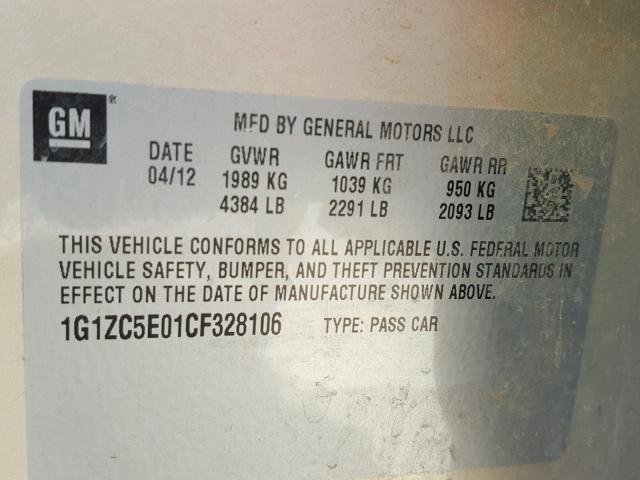 GM®
MFD BY GENERAL MOTORS LLC
DATE GVWR GAWR FRT GAWR RR
04/12 1989 KG 1039 KG 950 KG
4384 LB 2291 LB 2093 LB
THIS VEHICLE CONFORMS TO ALL APPLICABLE U.S. FEDERAL MOTOR
VEHICLE SAFETY, BUMPER, AND THEFT PREVENTION STANDARDS IN
EFFECT ON THE DATE OF MANUFACTURE SHOWN ABOVE.
1G1ZC5E01CF328106 TYPE: PASS CAR